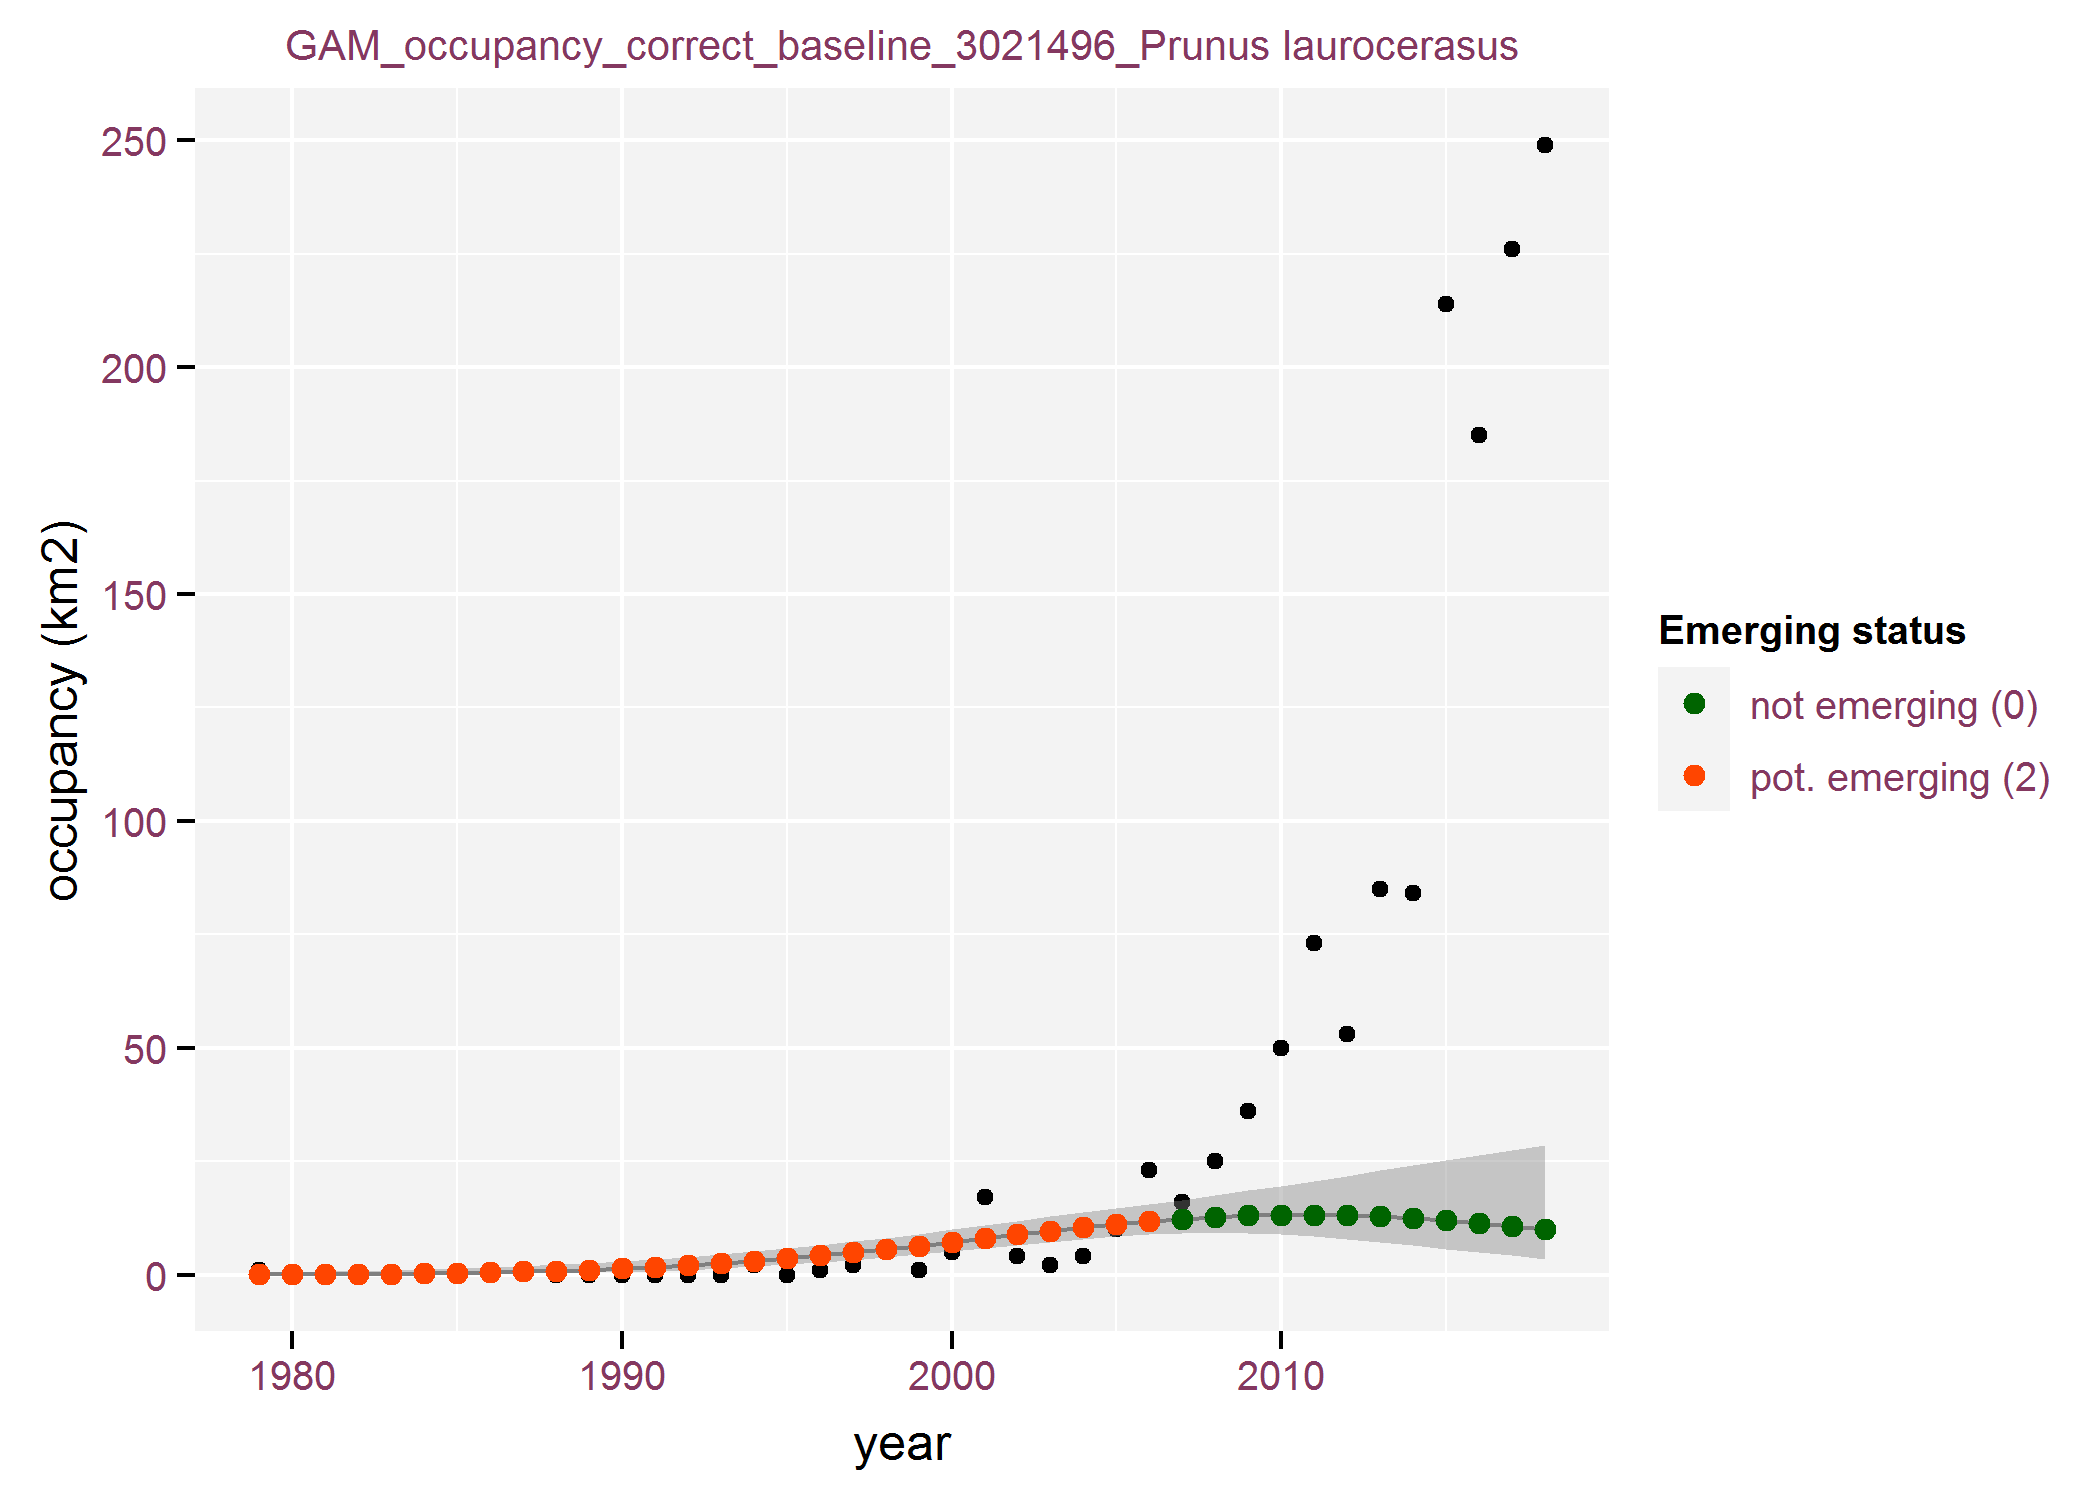 GAM_occupancy_correct_baseline_3021496_Prunus laurocerasus
250
200
150
100
50
0
occupancy (km2)
1980 1990 2000 2010
year
Emerging status
not emerging (0)
pot. emerging (2)